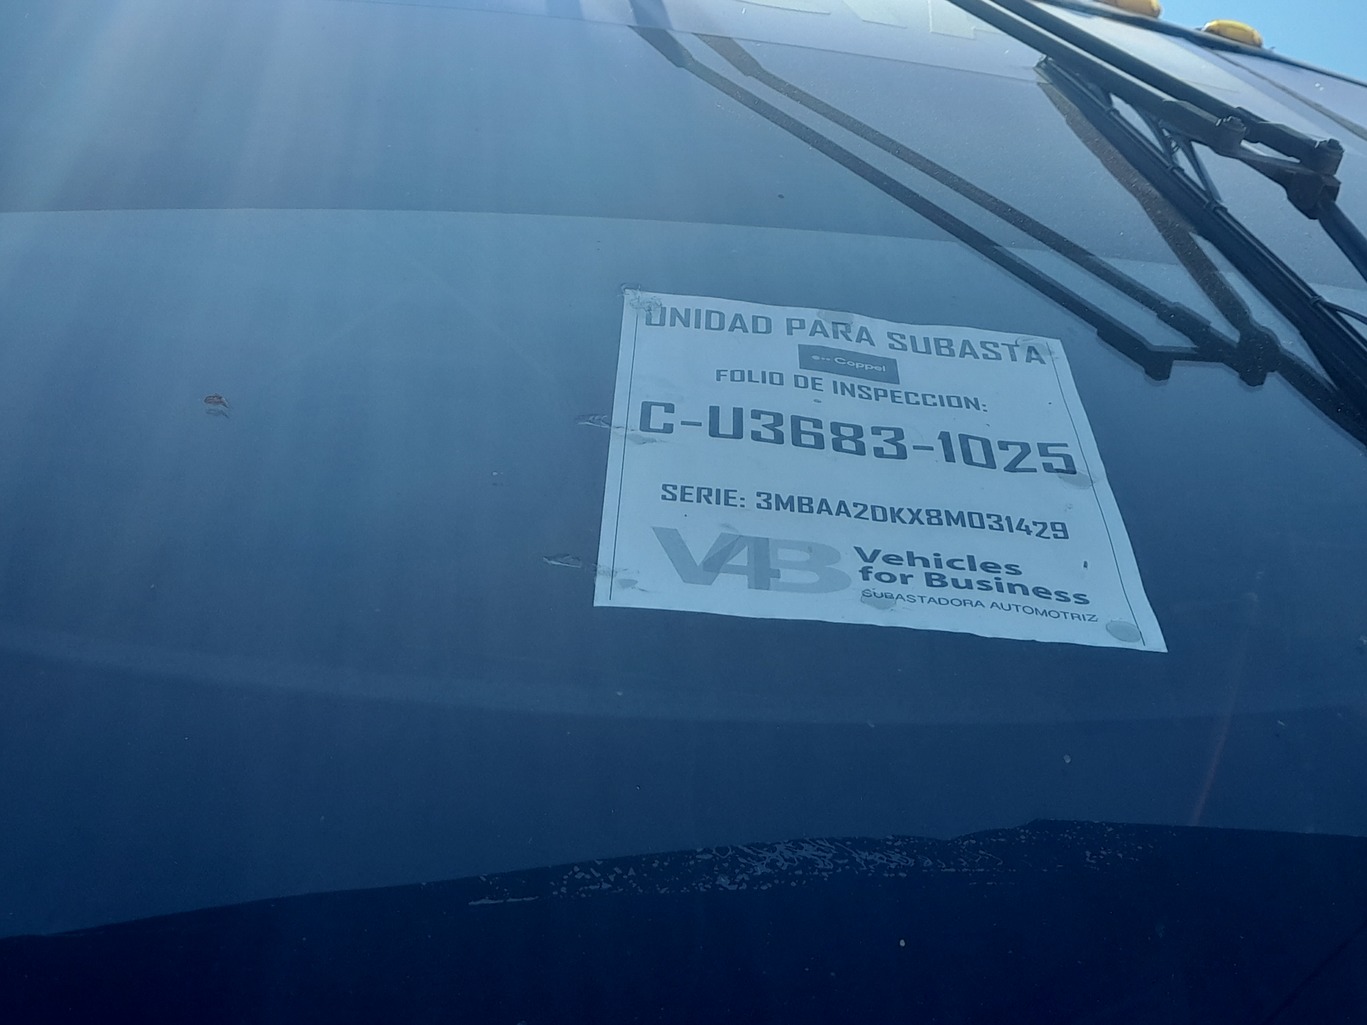 UNIDAD PARA SUBASTA
Coppel
FOLIO DE INSPECCION:
C-U3683-1025
SERIE: 3MBAA2DKX8M031429
V4B
Vehicles
for Business
SUBASTADORA AUTOMOTRIZ